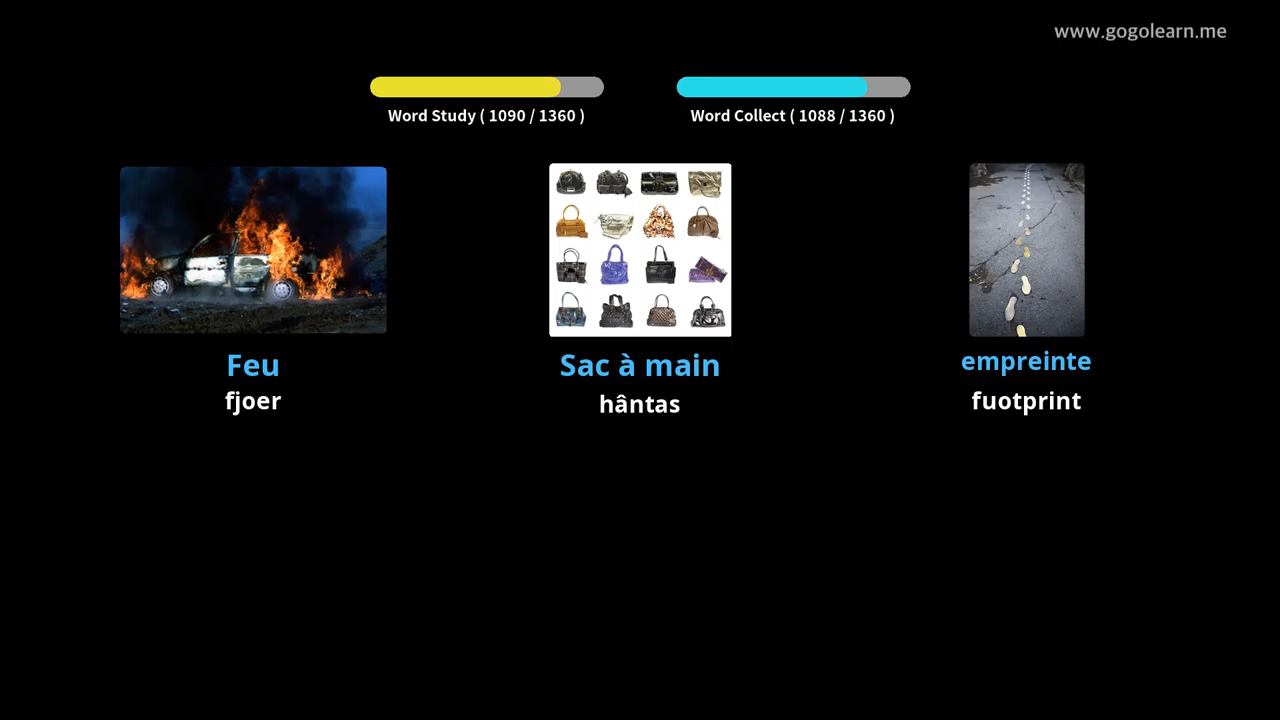 www.gogolearn.me
Word Study ( 1090 / 1360 )
Word Collect ( 1088 / 1360 )
Feu
fjoer
Sac à main
hântas
empreinte
fuotprint